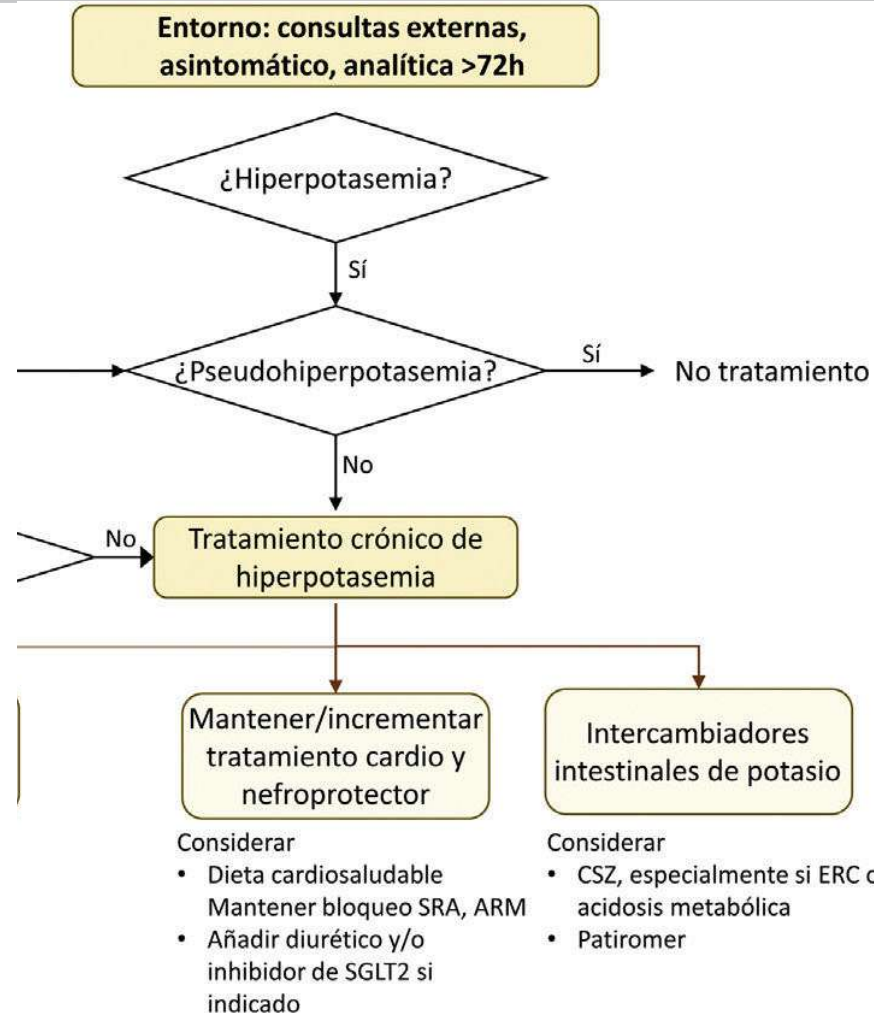 Entorno: consultas externas,
asintomático, analítica >72h
¿Hiperpotasemia?
Sí
¿Pseudohiperpotasemia?
Sí
No tratamiento
No
No
Tratamiento crónico de
hiperpotasemia
Mantener/incrementar
tratamiento cardio y
nefroprotector
Intercambiadores
intestinales de potasio
Considerar
• Dieta cardiosaludable
Mantener bloqueo SRA, ARM
• Añadir diurético y/o
inhibidor de SGLT2 si
indicado
Considerar
• CSZ, especialmente si ERC
acidosis metabólica
• Patiromer